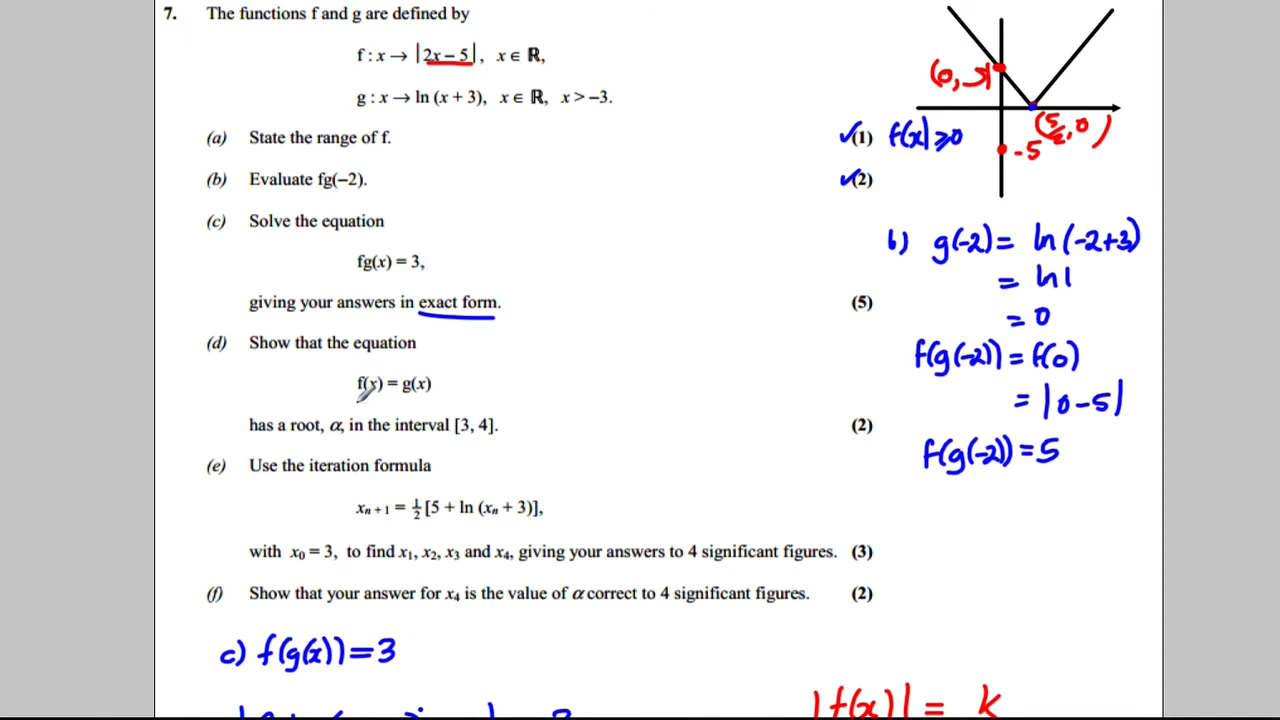 7. The functions f and g are defined by
f : x → |2x – 5|, x ∈ ℝ,
g : x → ln (x + 3), x ∈ ℝ, x > –3.
(a) State the range of f. (1)
(b) Evaluate fg(–2). (2)
(c) Solve the equation
fg(x) = 3,
giving your answers in exact form. (5)
(d) Show that the equation
f(x) = g(x)
has a root, α, in the interval [3, 4]. (2)
(e) Use the iteration formula
xₙ₊₁ = ½ [5 + ln (xₙ + 3)],
with x₀ = 3, to find x₁, x₂, x₃ and x₄, giving your answers to 4 significant figures. (3)
(f) Show that your answer for x₄ is the value of α correct to 4 significant figures. (2)
c) f(g(x)) = 3
(0, 5)
(5/2, 0)
-5
f(x) ⩾ 0
b) g(-2) = ln(-2+3)
= ln1
= 0
f(g(-2)) = f(0)
= |0-5|
f(g(-2)) = 5
|f(x)| = k